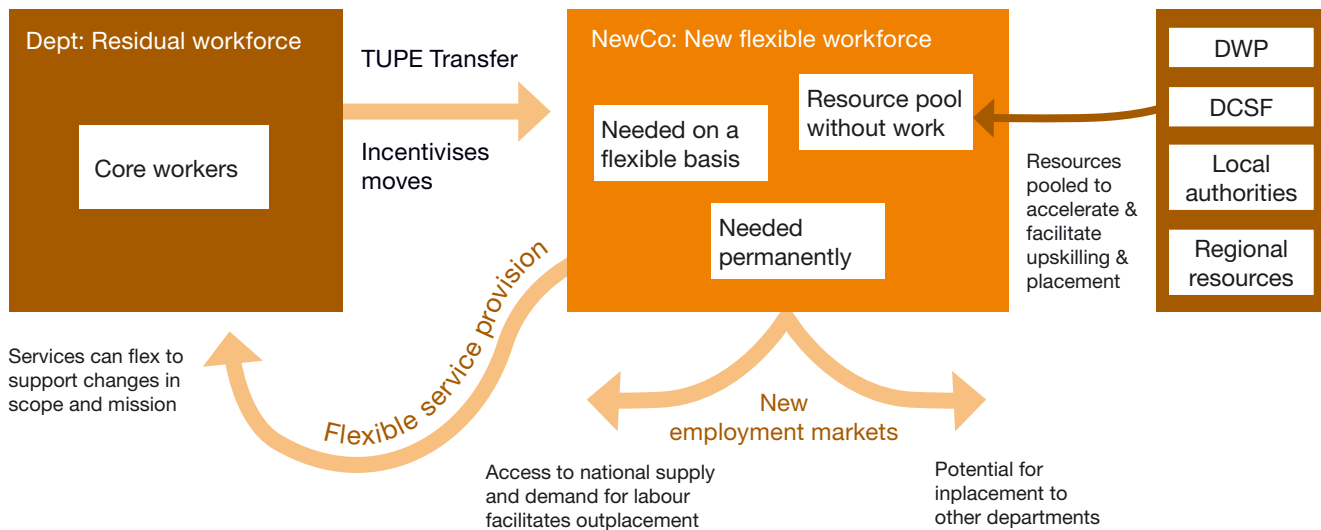 Dept: Residual workforce
Core workers
TUPE Transfer
Incentivises
moves
NewCo: New flexible workforce
Needed on a
flexible basis
Resource pool
without work
Needed
permanently
DWP
DCSF
Local
authorities
Regional
resources
Resources
pooled to
accelerate &
facilitate
upskilling &
placement
Services can flex to
support changes in
scope and mission
Flexible service provision
New
employment markets
Access to national supply
and demand for labour
facilitates outplacement
Potential for
inplacement to
other departments